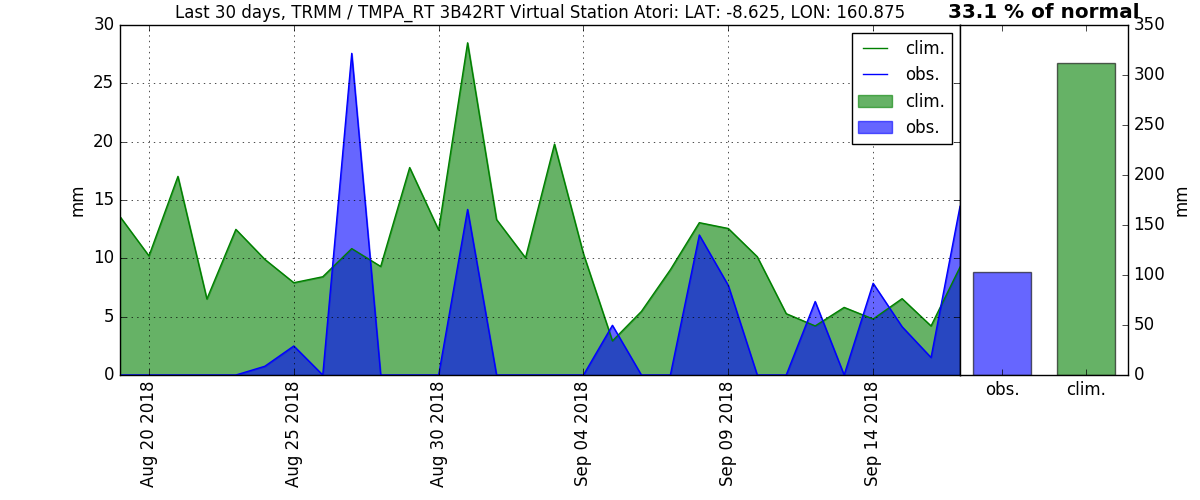 Last 30 days, TRMM / TMPA_RT 3B42RT Virtual Station Atori: LAT: -8.625, LON: 160.875
33.1 % of normal
30
25
20
15
10
5
0
mm
clim.
obs.
clim.
obs.
350
300
250
200
150
100
50
0
mm
Aug 20 2018
Aug 25 2018
Aug 30 2018
Sep 04 2018
Sep 09 2018
Sep 14 2018
obs.
clim.